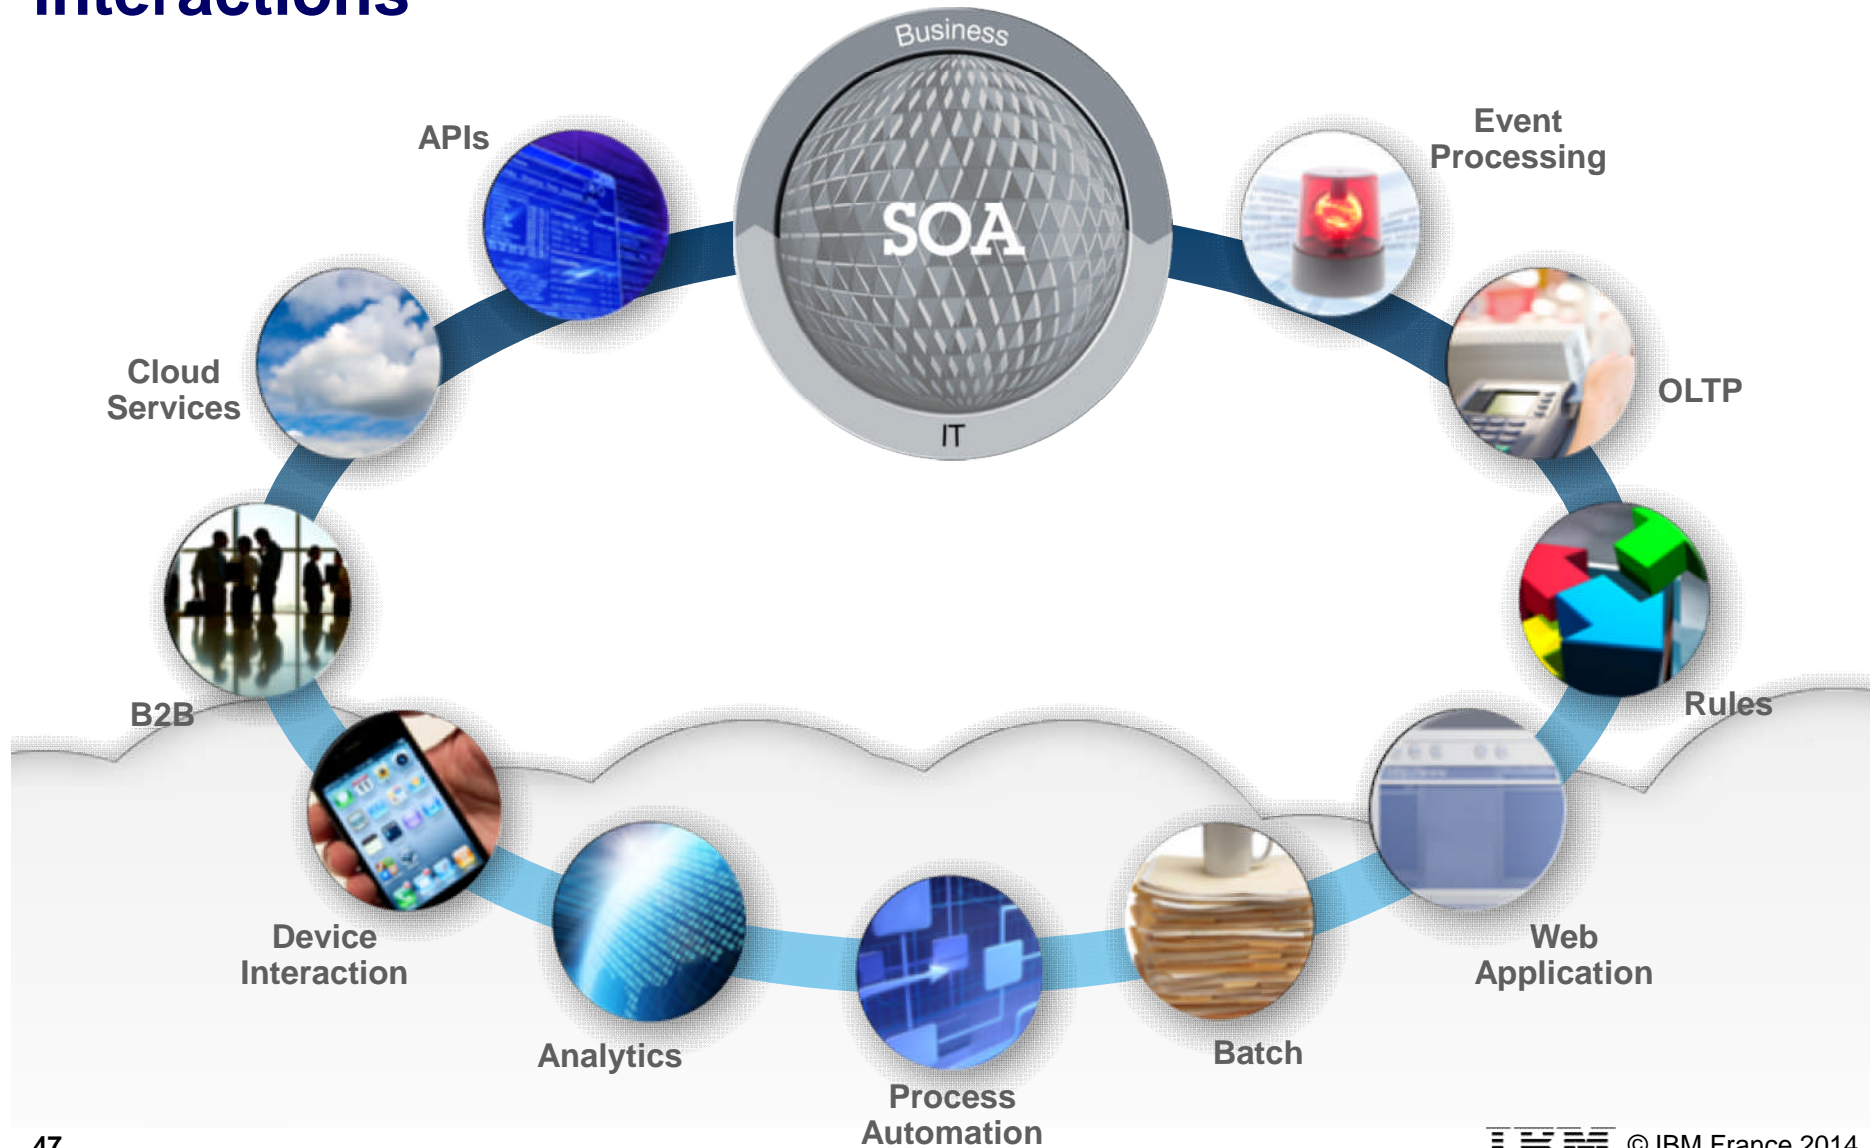 Interactions
Business
APIs
Event
Processing
SOA
Cloud
Services
OLTP
IT
B2B
Rules
Device
Interaction
Web
Application
Analytics
Batch
Process
Automation
47
IBM © IBM France 2014